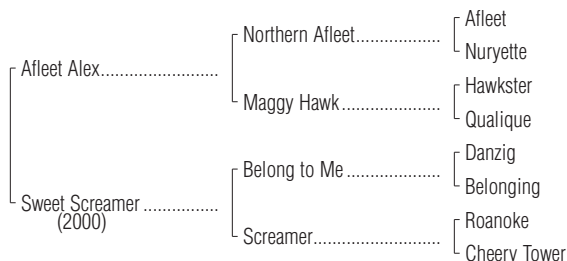 Afleet
Northern Afleet....................
Nuryette
Afleet Alex............................
Hawkster
Maggy Hawk .......................
Qualique
Danzig
Belong to Me ......................
Belonging
Sweet Screamer ..................
(2000)
Roanoke
Screamer..............................
Cheery Tower